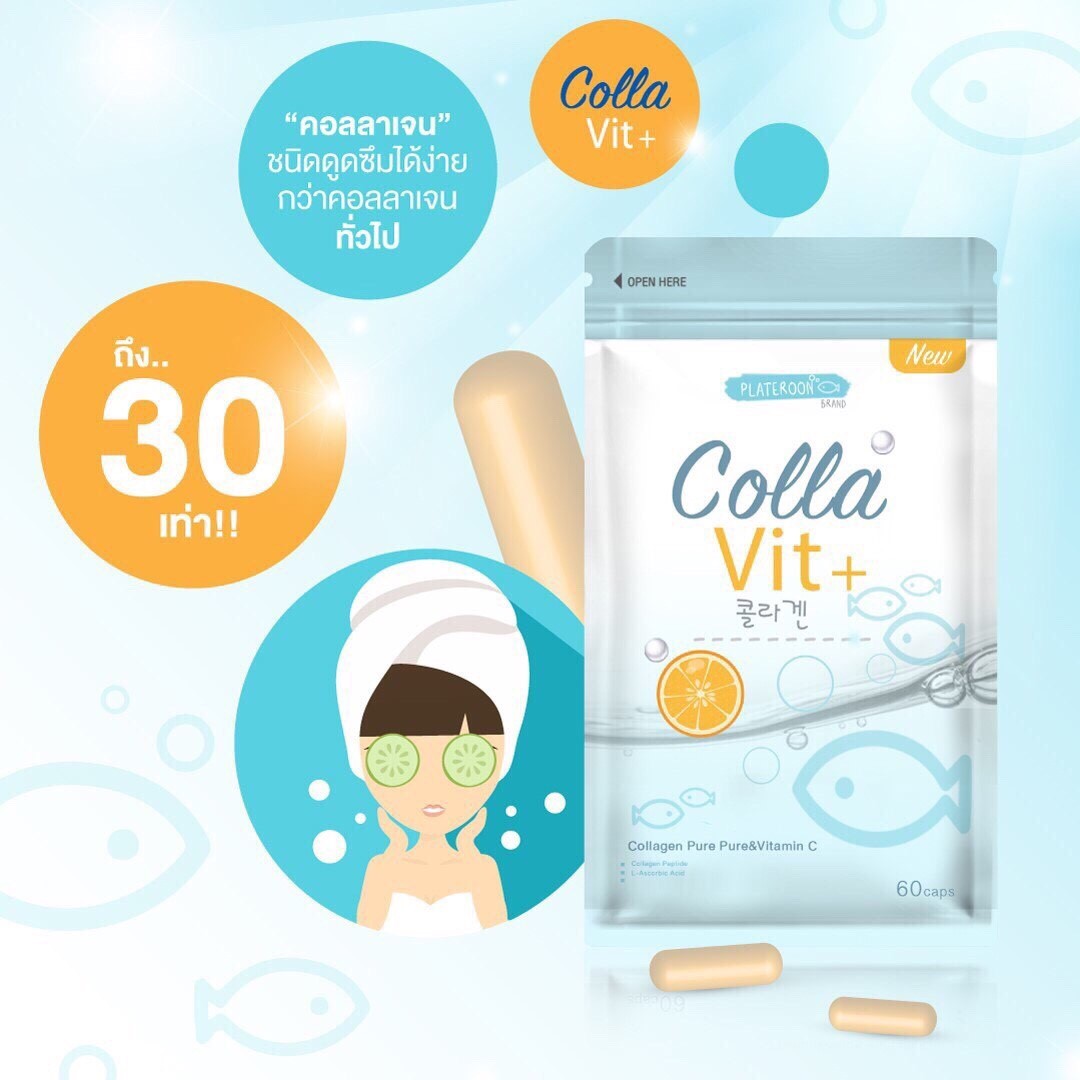 “คอลลาเจน”
ชนิดดูดซึมได้ง่าย
กว่าคอลลาเจน
ทั่วไป
Colla
Vit+
ถึง..
30
เท่า!!
OPEN HERE
New
PLATEROON
BRAND
Colla
Vit+
콜라겐
Collagen Pure Pure&Vitamin C
Collagen Peptide
L-Ascorbic Acid
60caps